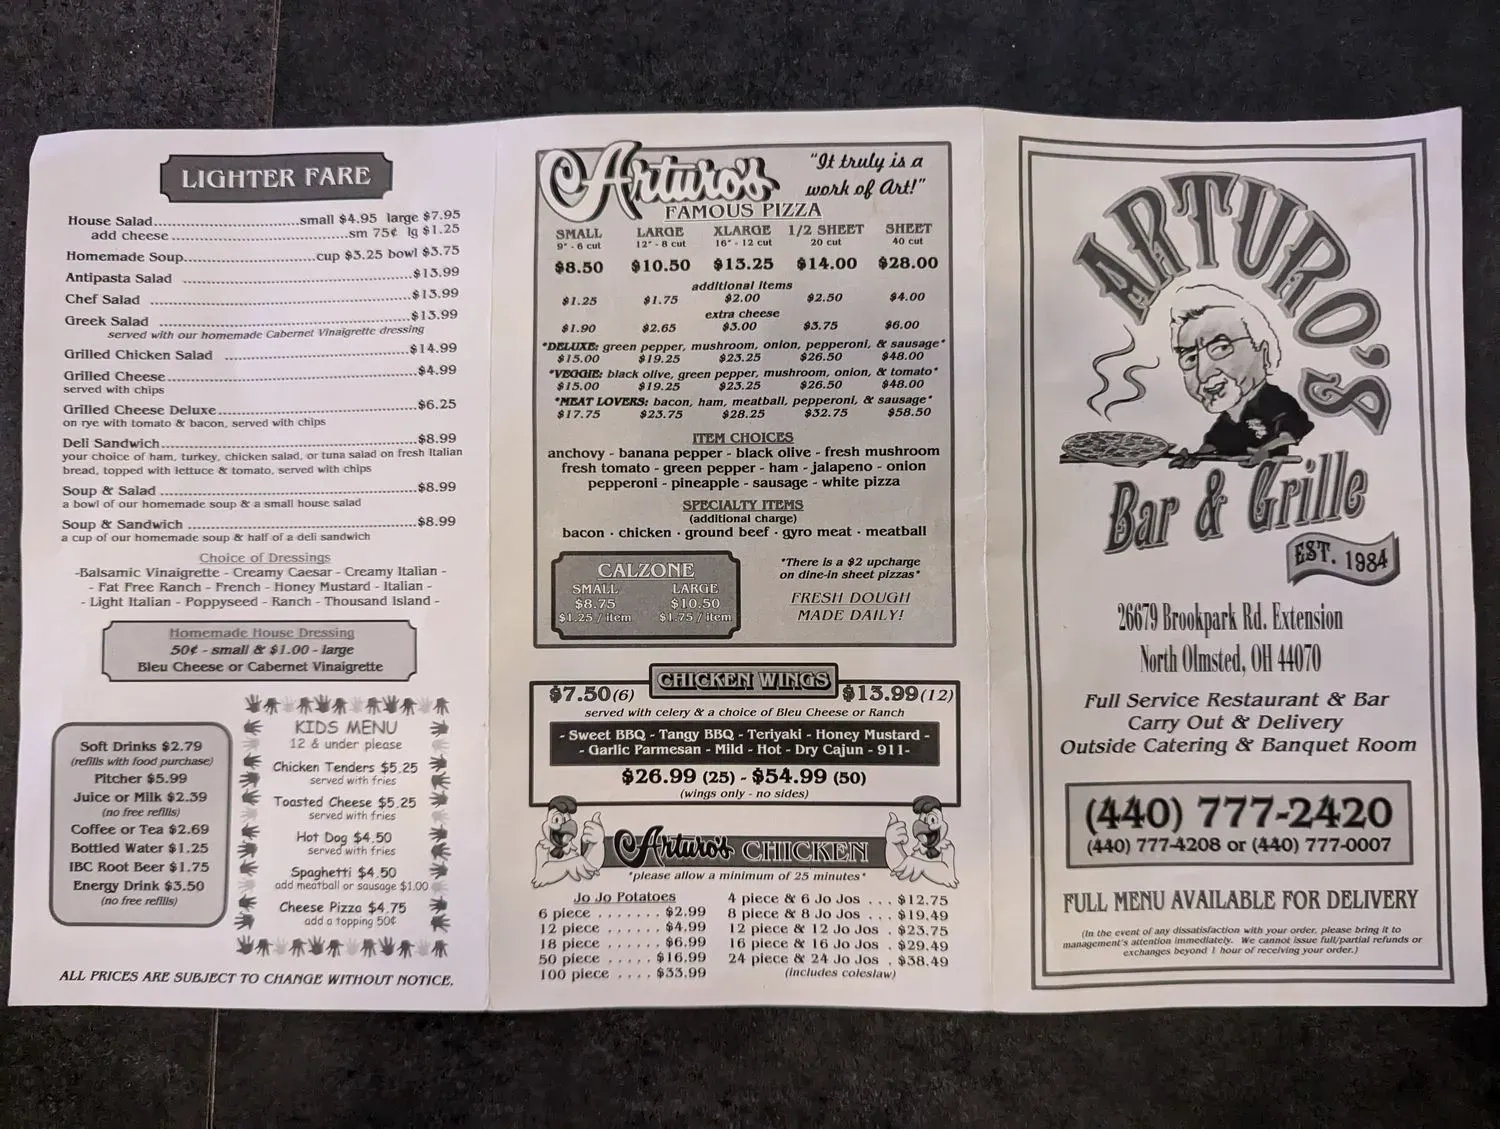 LIGHTER FARE
House Salad..............................small $4.95 large $7.95
add cheese....................................sm 75¢ lg $1.25
Homemade Soup...........................cup $3.25 bowl $3.75
Antipasta Salad ...............................................$13.99
Chef Salad .....................................................$13.99
Greek Salad ...................................................$13.99
served with our homemade Cabernet Vinaigrette dressing
Grilled Chicken Salad ......................................$14.99
Grilled Cheese..................................................$4.99
served with chips
Grilled Cheese Deluxe.........................................$6.25
on rye with tomato & bacon, served with chips
Deli Sandwich...................................................$8.99
your choice of ham, turkey, chicken salad, or tuna salad on fresh Italian
bread, topped with lettuce & tomato, served with chips
Soup & Salad ...................................................$8.99
a bowl of our homemade soup & a small house salad
Soup & Sandwich ..............................................$8.99
a cup of our homemade soup & half of a deli sandwich
Choice of Dressings
-Balsamic Vinaigrette - Creamy Caesar - Creamy Italian -
- Fat Free Ranch - French - Honey Mustard - Italian -
- Light Italian - Poppyseed - Ranch - Thousand Island -
Homemade House Dressing
50¢ - small & $1.00 - large
Bleu Cheese or Cabernet Vinaigrette
Soft Drinks $2.79
(refills with food purchase)
Pitcher $5.99
Juice or Milk $2.39
(no free refills)
Coffee or Tea $2.69
Bottled Water $1.25
IBC Root Beer $1.75
Energy Drink $3.50
(no free refills)
KIDS MENU
12 & under please
Chicken Tenders $5.25
served with fries
Toasted Cheese $5.25
served with fries
Hot Dog $4.50
served with fries
Spaghetti $4.50
add meatball or sausage $1.00
Cheese Pizza $4.75
add a topping 50¢
ALL PRICES ARE SUBJECT TO CHANGE WITHOUT NOTICE.
Arturo's
"It truly is a
work of Art!"
FAMOUS PIZZA
SMALL LARGE XLARGE 1/2 SHEET SHEET
9" - 6 cut 12" - 8 cut 16" - 12 cut 20 cut 40 cut
$8.50 $10.50 $13.25 $14.00 $28.00
additional items
$1.25 $1.75 $2.00 $2.50 $4.00
extra cheese
$1.90 $2.65 $3.00 $3.75 $6.00
*DELUXE: green pepper, mushroom, onion, pepperoni, & sausage*
$15.00 $19.25 $23.25 $26.50 $48.00
*VEGGIE: black olive, green pepper, mushroom, onion, & tomato*
$15.00 $19.25 $23.25 $26.50 $48.00
*MEAT LOVERS: bacon, ham, meatball, pepperoni, & sausage*
$17.75 $23.75 $28.25 $32.75 $58.50
ITEM CHOICES
anchovy - banana pepper - black olive - fresh mushroom
fresh tomato - green pepper - ham - jalapeno - onion
pepperoni - pineapple - sausage - white pizza
SPECIALTY ITEMS
(additional charge)
bacon · chicken · ground beef · gyro meat · meatball
CALZONE
SMALL LARGE
$8.75 $10.50
$1.25 / item $1.75 / item
*There is a $2 upcharge
on dine-in sheet pizzas*
FRESH DOUGH
MADE DAILY!
CHICKEN WINGS
$7.50(6) $13.99(12)
served with celery & a choice of Bleu Cheese or Ranch
- Sweet BBQ - Tangy BBQ - Teriyaki - Honey Mustard -
- Garlic Parmesan - Mild - Hot - Dry Cajun - 911-
$26.99 (25) - $54.99 (50)
(wings only - no sides)
Arturo's CHICKEN
*please allow a minimum of 25 minutes*
Jo Jo Potatoes
6 piece . . . . . . . $2.99
12 piece . . . . . . $4.99
18 piece . . . . . . $6.99
50 piece . . . . . $16.99
100 piece . . . . $33.99
4 piece & 6 Jo Jos . . . $12.75
8 piece & 8 Jo Jos . . . $19.49
12 piece & 12 Jo Jos . $23.75
16 piece & 16 Jo Jos . $29.49
24 piece & 24 Jo Jos . $38.49
(includes coleslaw)
ARTURO'S
Bar & Grille
EST. 1984
26679 Brookpark Rd. Extension
North Olmsted, OH 44070
Full Service Restaurant & Bar
Carry Out & Delivery
Outside Catering & Banquet Room
(440) 777-2420
(440) 777-4208 or (440) 777-0007
FULL MENU AVAILABLE FOR DELIVERY
(In the event of any dissatisfaction with your order, please bring it to
management's attention immediately. We cannot issue full/partial refunds or
exchanges beyond 1 hour of receiving your order.)